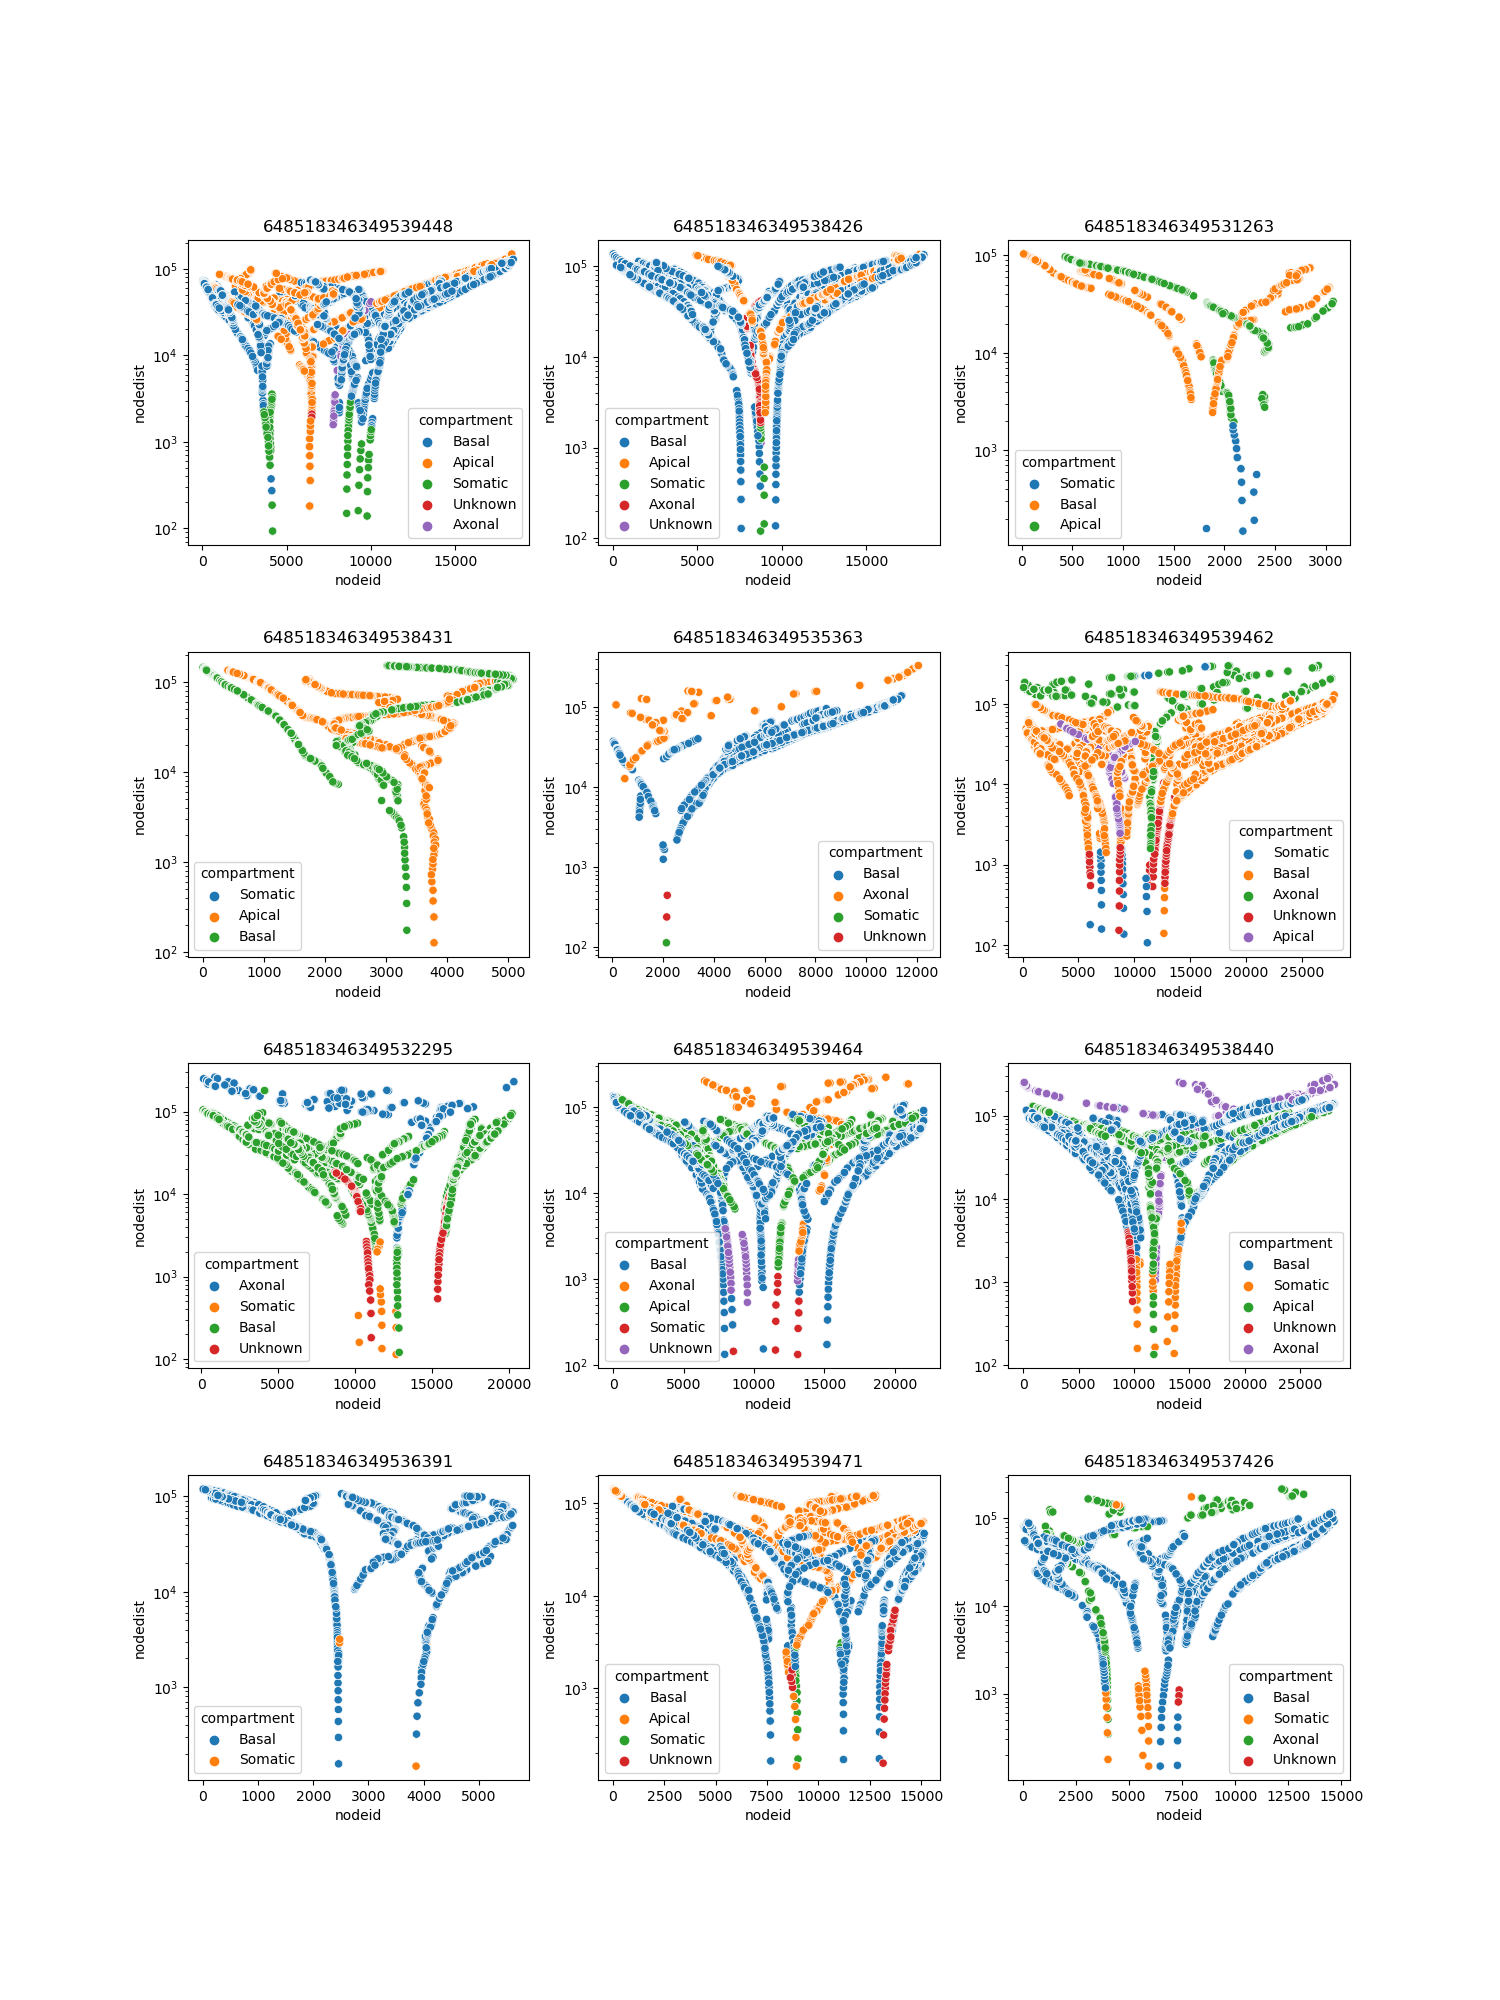 648518346349539448
nodedist
10^5
10^4
10^3
10^2
compartment
Basal
Apical
Somatic
Unknown
Axonal
0 5000 10000 15000
nodeid
648518346349538426
nodedist
10^5
10^4
10^3
10^2
compartment
Basal
Apical
Somatic
Axonal
Unknown
0 5000 10000 15000
nodeid
648518346349531263
nodedist
10^5
10^4
10^3
compartment
Somatic
Basal
Apical
0 500 1000 1500 2000 2500 3000
nodeid
648518346349538431
nodedist
10^5
10^4
10^3
10^2
compartment
Somatic
Apical
Basal
0 1000 2000 3000 4000 5000
nodeid
648518346349535363
nodedist
10^5
10^4
10^3
10^2
compartment
Basal
Axonal
Somatic
Unknown
0 2000 4000 6000 8000 10000 12000
nodeid
648518346349539462
nodedist
10^5
10^4
10^3
10^2
compartment
Somatic
Basal
Axonal
Unknown
Apical
0 5000 10000 15000 20000 25000
nodeid
648518346349532295
nodedist
10^5
10^4
10^3
10^2
compartment
Axonal
Somatic
Basal
Unknown
0 5000 10000 15000 20000
nodeid
648518346349539464
nodedist
10^5
10^4
10^3
10^2
compartment
Basal
Axonal
Apical
Somatic
Unknown
0 5000 10000 15000 20000
nodeid
648518346349538440
nodedist
10^5
10^4
10^3
10^2
compartment
Basal
Somatic
Apical
Unknown
Axonal
0 5000 10000 15000 20000 25000
nodeid
648518346349536391
nodedist
10^5
10^4
10^3
compartment
Basal
Somatic
0 1000 2000 3000 4000 5000
nodeid
648518346349539471
nodedist
10^5
10^4
10^3
compartment
Basal
Apical
Somatic
Unknown
0 2500 5000 7500 10000 12500 15000
nodeid
648518346349537426
nodedist
10^5
10^4
10^3
compartment
Basal
Somatic
Axonal
Unknown
0 2500 5000 7500 10000 12500 15000
nodeid